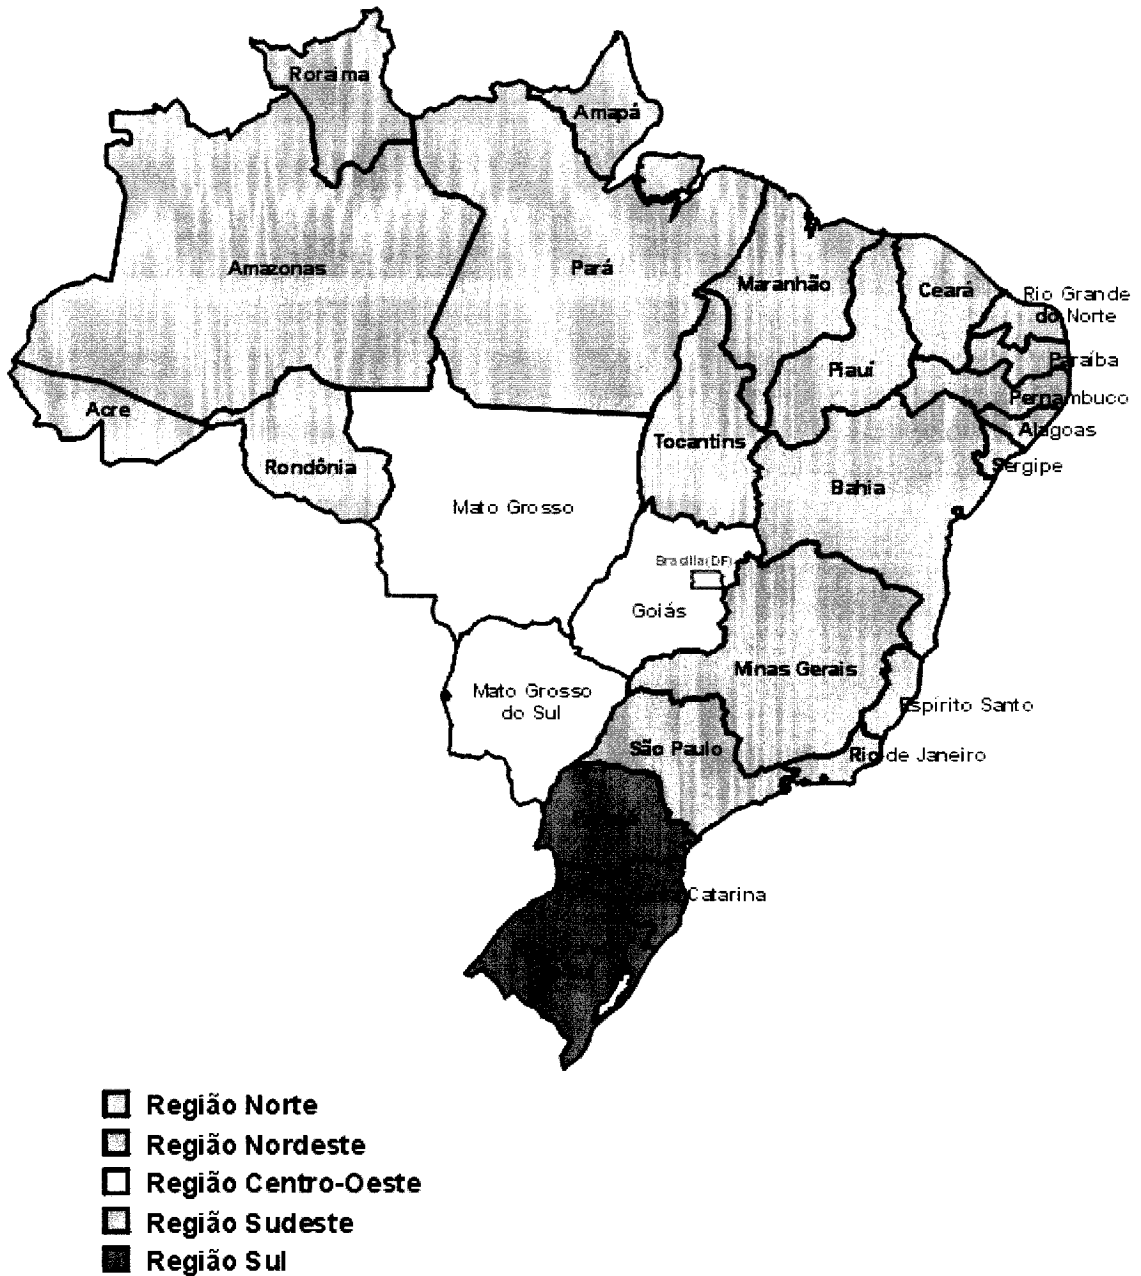 Roraima
Amapá
Amazonas
Pará
Maranhão
Ceará
Rio Grande
do Norte
Paraíba
Piauí
Pernambuco
Acre
Alagoas
Tocantins
Sergipe
Rondônia
Bahia
Mato Grosso
Brasília(DF)
Goiás
Minas Gerais
Mato Grosso
do Sul
Espírito Santo
São Paulo
Rio de Janeiro
Catarina
Região Norte
Região Nordeste
Região Centro-Oeste
Região Sudeste
Região Sul